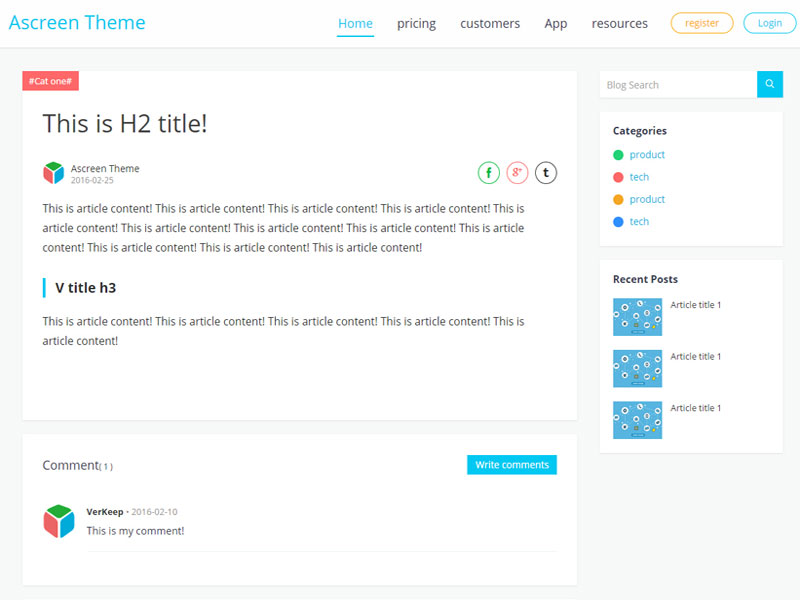 Ascreen Theme
Home
pricing
customers
App
resources
register
Login
#Cat one#
This is H2 title!
Ascreen Theme
2016-02-25
f
g+
t
This is article content! This is article content! This is article content! This is article content! This is
article content! This is article content! This is article content! This is article content! This is article
content! This is article content! This is article content! This is article content!
V title h3
This is article content! This is article content! This is article content! This is article content! This is
article content!
Comment( 1 )
Write comments
VerKeep • 2016-02-10
This is my comment!
Blog Search
Categories
product
tech
product
tech
Recent Posts
Article title 1
Article title 1
Article title 1